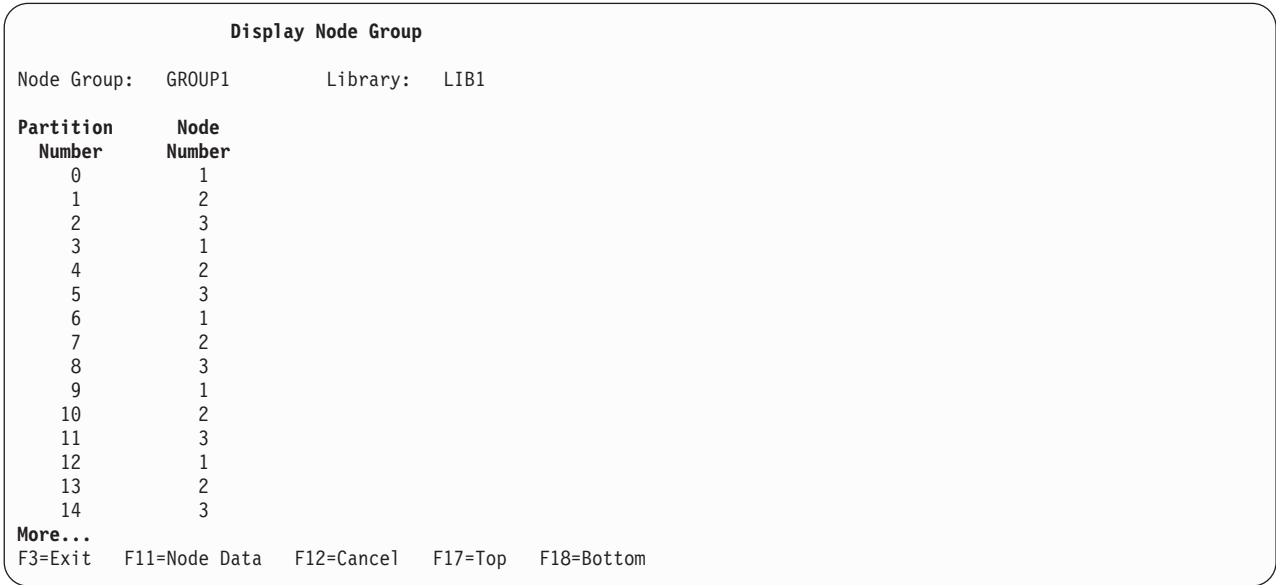 Display Node Group
Node Group: GROUP1 Library: LIB1
Partition Node
Number Number
0 1
1 2
2 3
3 1
4 2
5 3
6 1
7 2
8 3
9 1
10 2
11 3
12 1
13 2
14 3
More...
F3=Exit F11=Node Data F12=Cancel F17=Top F18=Bottom